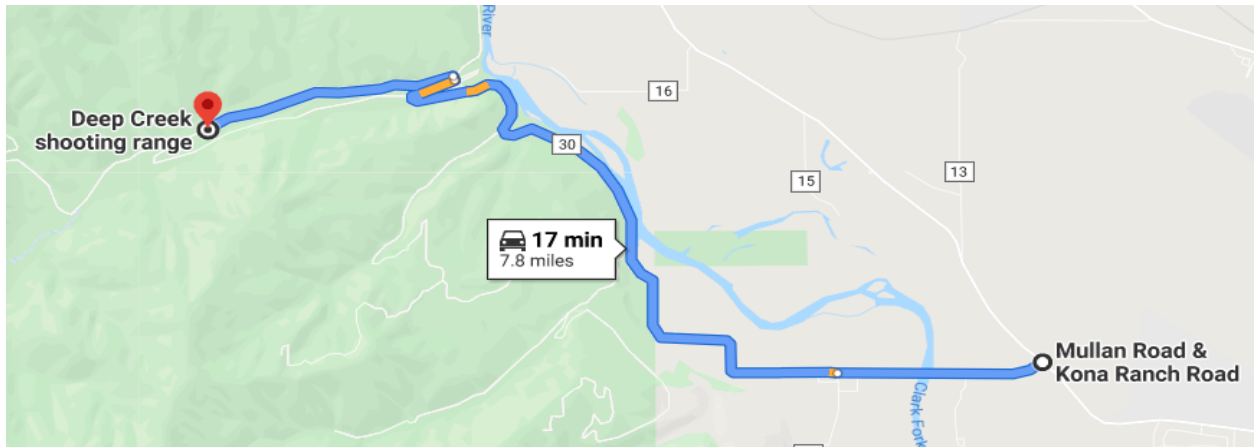 River
Deep Creek
shooting range
16
30
15
13
17 min
7.8 miles
Mullan Road &
Kona Ranch Road
Clark Fork